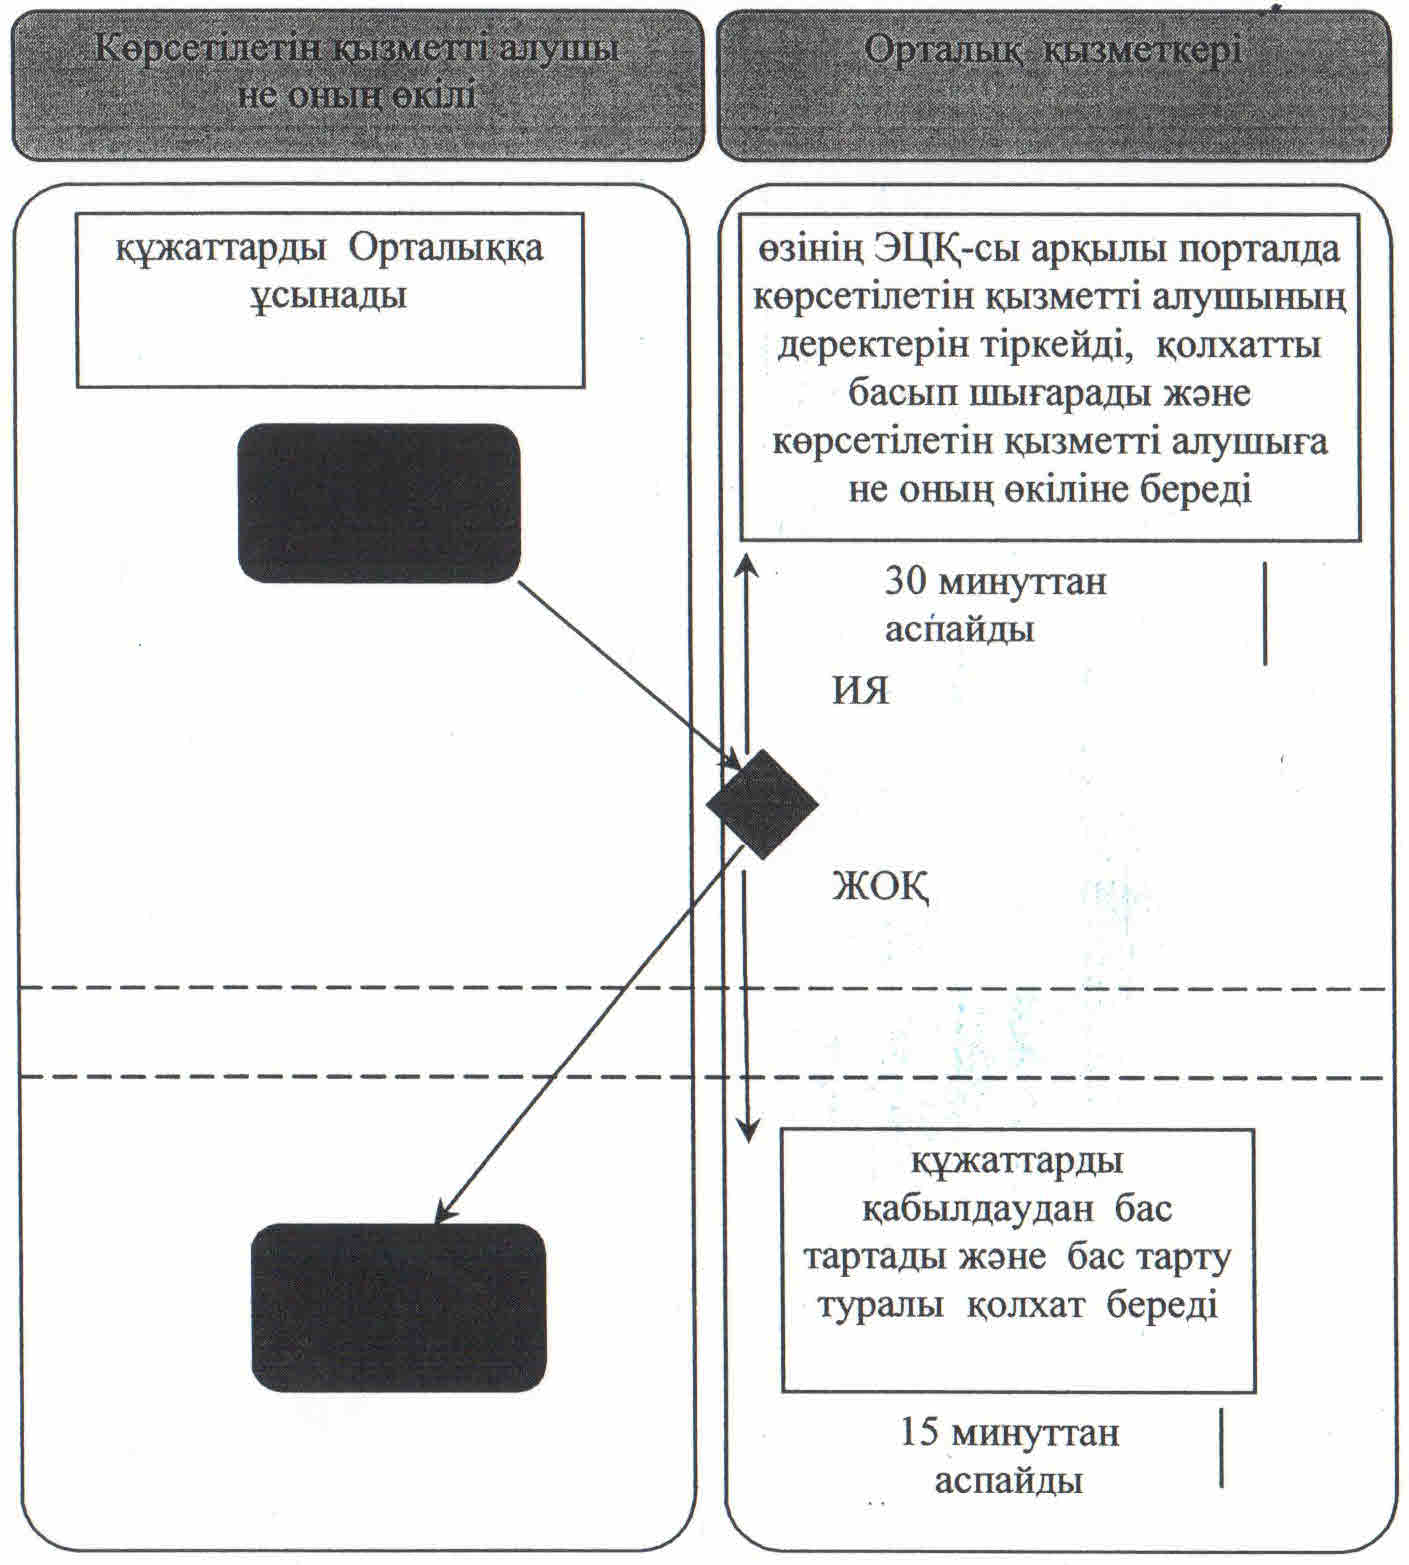 Көрсетілетін қызметті алушы
не оның өкілі
Орталық қызметкері
құжаттарды Орталыққа
ұсынады
өзінің ЭЦҚ-сы арқылы порталда
көрсетілетін қызметті алушының
деректерін тіркейді, қолхатты
басып шығарады және
көрсетілетін қызметті алушыға
не оның өкіліне береді
30 минуттан
аспайды
ИЯ
ЖОҚ
құжаттарды
қабылдаудан бас
тартады және бас тарту
туралы қолхат береді
15 минуттан
аспайды